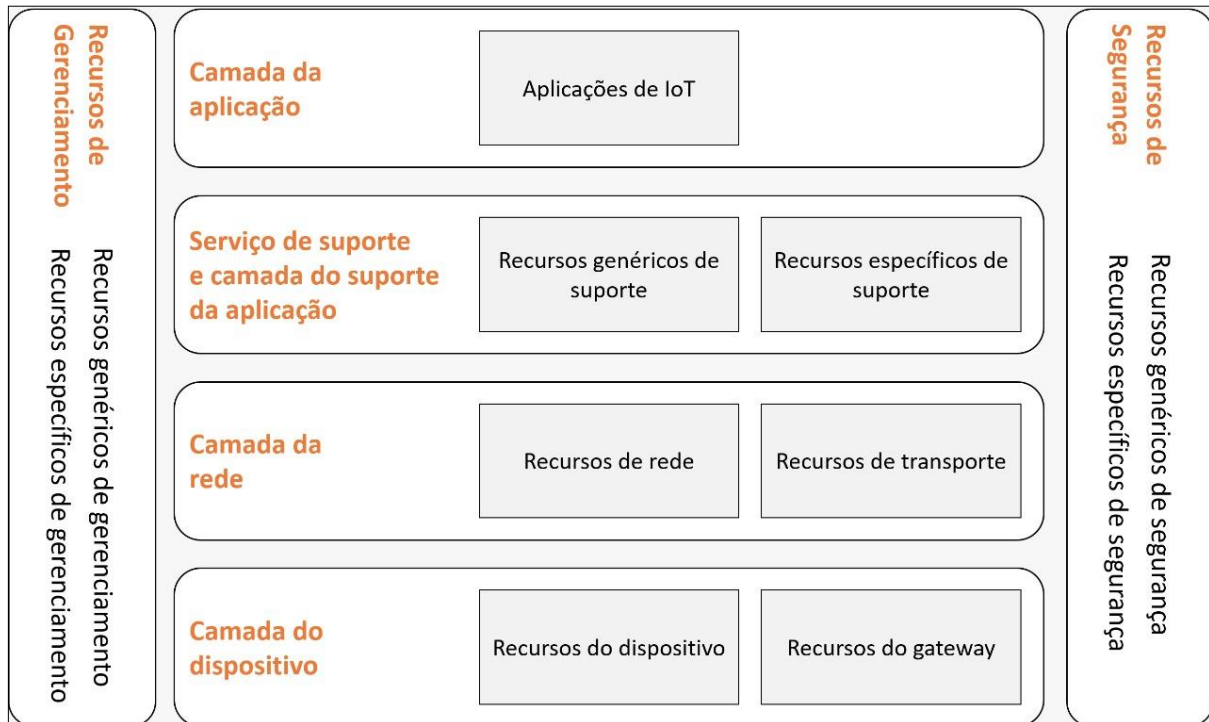 Recursos de
Gerenciamento
Recursos genéricos de gerenciamento
Recursos específicos de gerenciamento
Camada da
aplicação
Aplicações de IoT
Serviço de suporte
e camada do suporte
da aplicação
Recursos genéricos de
suporte
Recursos específicos de
suporte
Camada da
rede
Recursos de rede
Recursos de transporte
Camada do
dispositivo
Recursos do dispositivo
Recursos do gateway
Recursos de
Segurança
Recursos genéricos de segurança
Recursos específicos de segurança